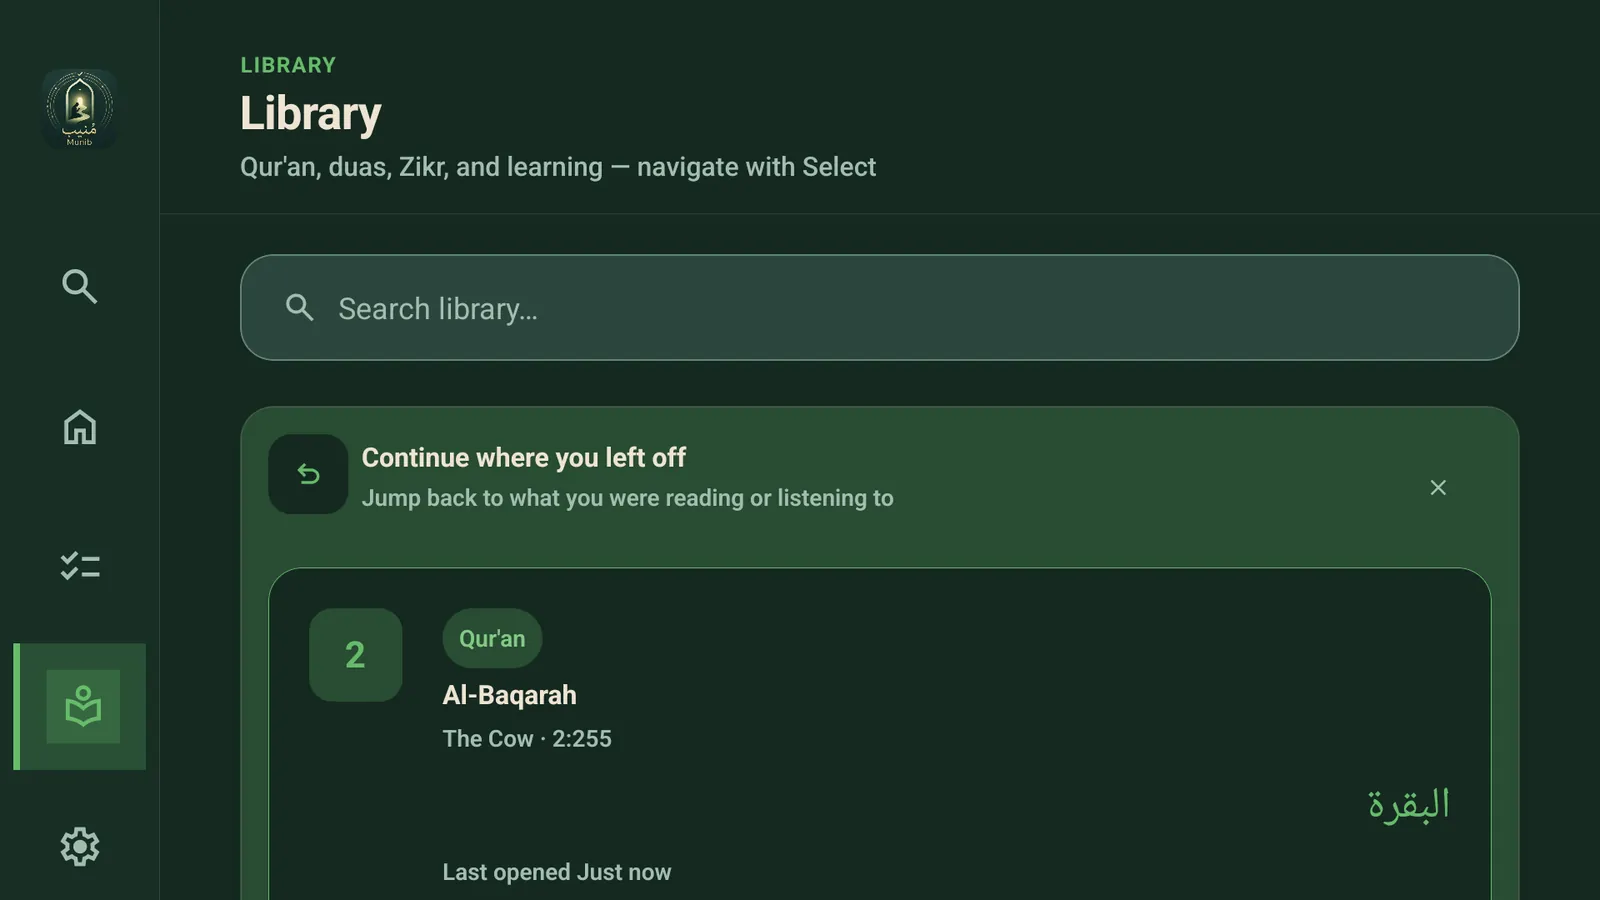 مُنيب
Munib
LIBRARY
Library
Qur'an, duas, Zikr, and learning — navigate with Select
Search library...
Continue where you left off
Jump back to what you were reading or listening to
2
Qur'an
Al-Baqarah
The Cow · 2:255
البقرة
Last opened Just now